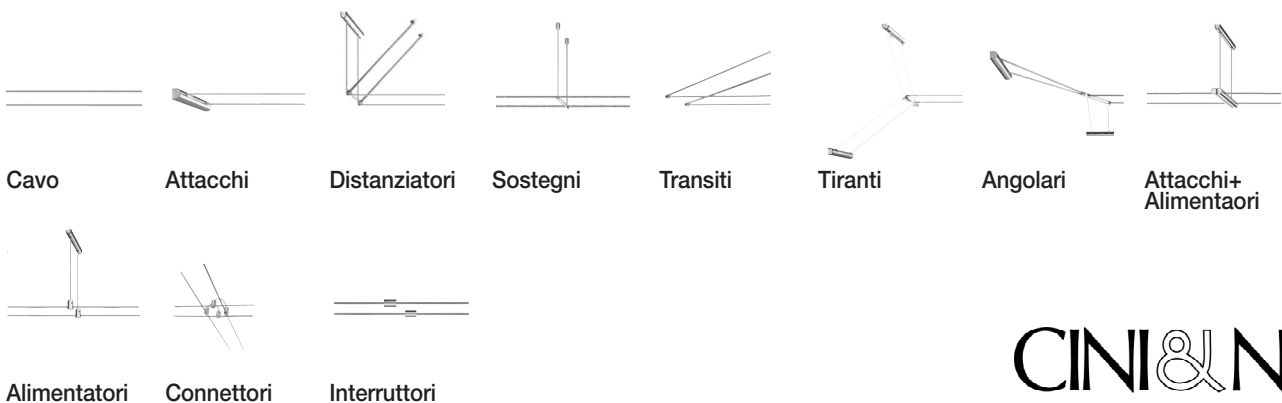 Cavo
Attacchi
Distanziatori
Sostegni
Transiti
Tiranti
Angolari
Attacchi+
Alimentaori
Alimentatori
Connettori
Interruttori
CINI& N